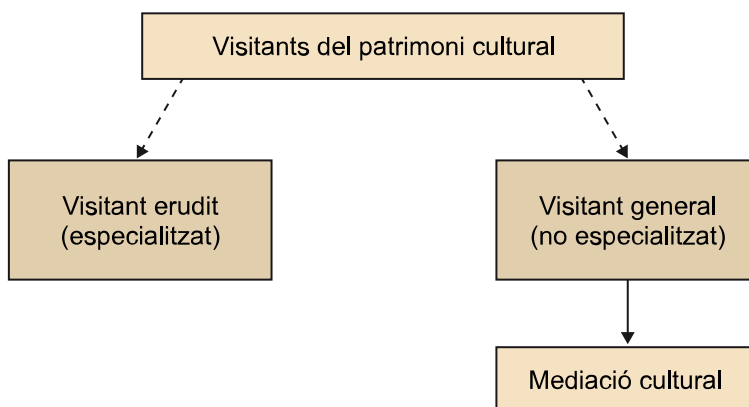 Visitants del patrimoni cultural
Visitant erudit
(especialitzat)
Visitant general
(no especialitzat)
Mediació cultural